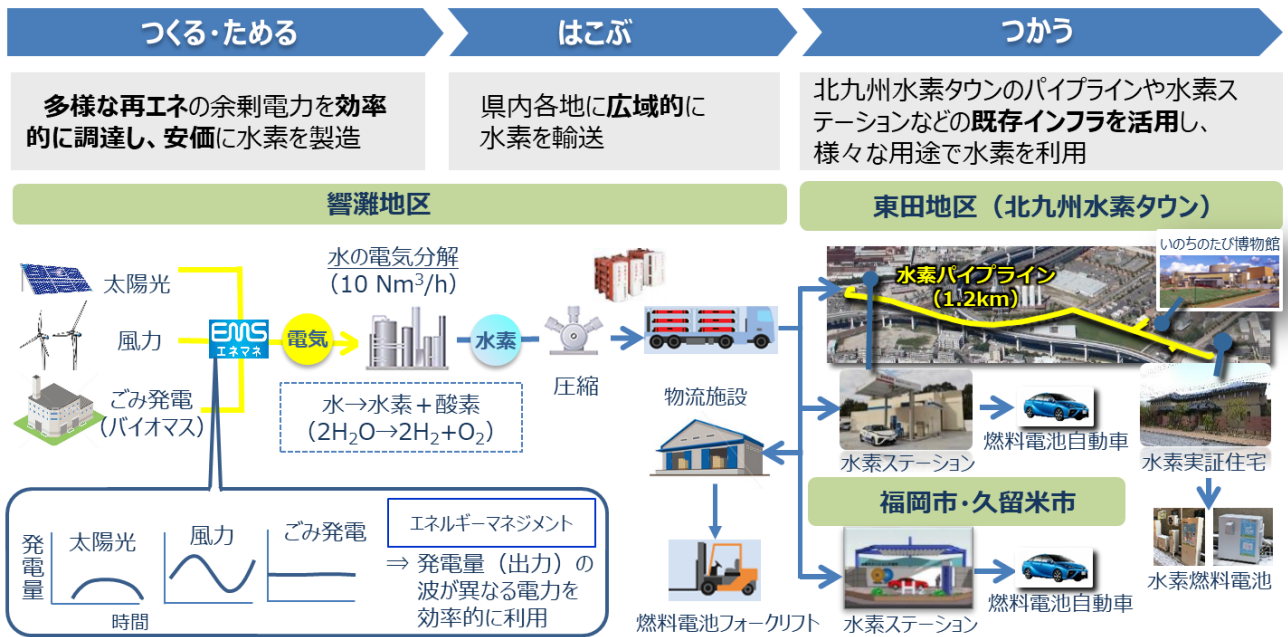 つくる・ためる
はこぶ
つかう
多様な再エネの余剰電力を効率
的に調達し、安価に水素を製造
県内各地に広域的に
水素を輸送
北九州水素タウンのパイプラインや水素ス
テーションなどの既存インフラを活用し、
様々な用途で水素を利用
響灘地区
東田地区（北九州水素タウン）
太陽光
風力
ごみ発電
（バイオマス）
EMS
エネマネ
電気
水の電気分解
（10 Nm³/h）
水素
圧縮
水→水素＋酸素
（2H₂O→2H₂+O₂）
物流施設
燃料電池フォークリフト
いのちのたび博物館
水素パイプライン
（1.2km）
水素ステーション
燃料電池自動車
水素実証住宅
水素燃料電池
福岡市・久留米市
水素ステーション
燃料電池自動車
発電量
太陽光
風力
ごみ発電
時間
エネルギーマネジメント
⇒ 発電量（出力）の
波が異なる電力を
効率的に利用